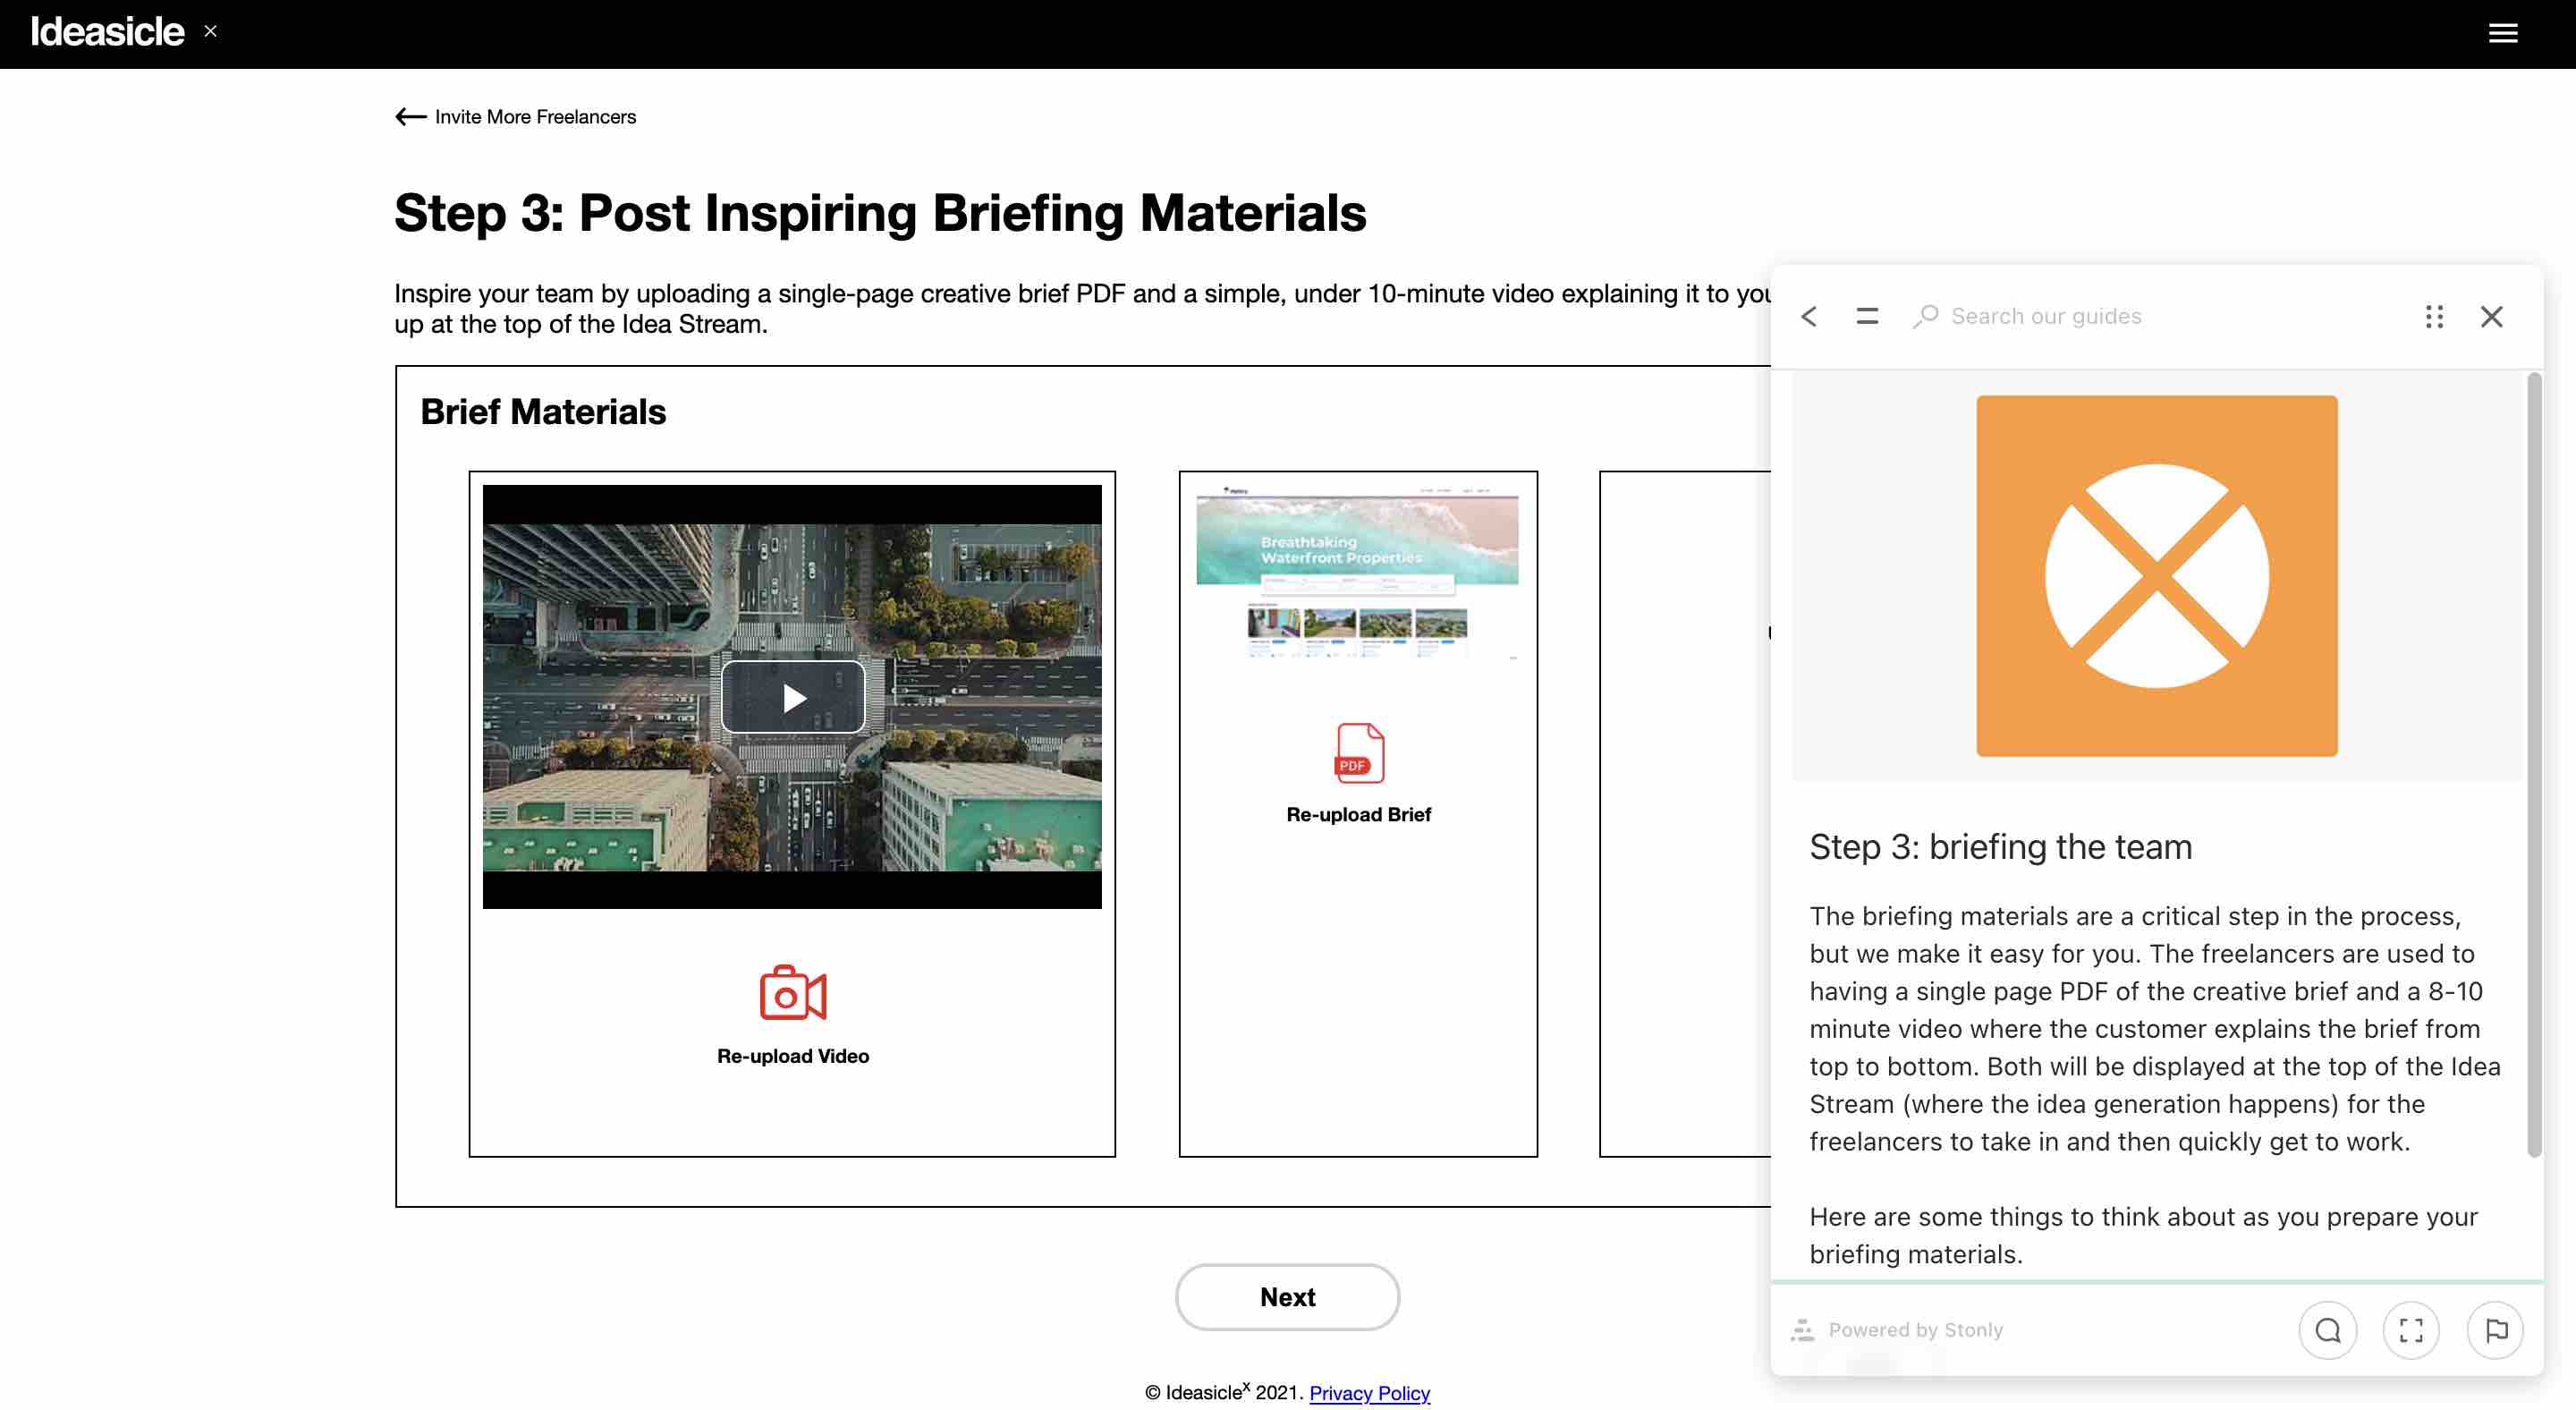 Ideasicle ×
Invite More Freelancers
Step 3: Post Inspiring Briefing Materials
Inspire your team by uploading a single-page creative brief PDF and a simple, under 10-minute video explaining it to you
up at the top of the Idea Stream.
Brief Materials
Breathtaking
Waterfront Properties
PDF
Re-upload Brief
Re-upload Video
Next
© Ideasicleˣ 2021. Privacy Policy
Search our guides
Step 3: briefing the team
The briefing materials are a critical step in the process,
but we make it easy for you. The freelancers are used to
having a single page PDF of the creative brief and a 8-10
minute video where the customer explains the brief from
top to bottom. Both will be displayed at the top of the Idea
Stream (where the idea generation happens) for the
freelancers to take in and then quickly get to work.
Here are some things to think about as you prepare your
briefing materials.
Powered by Stonly